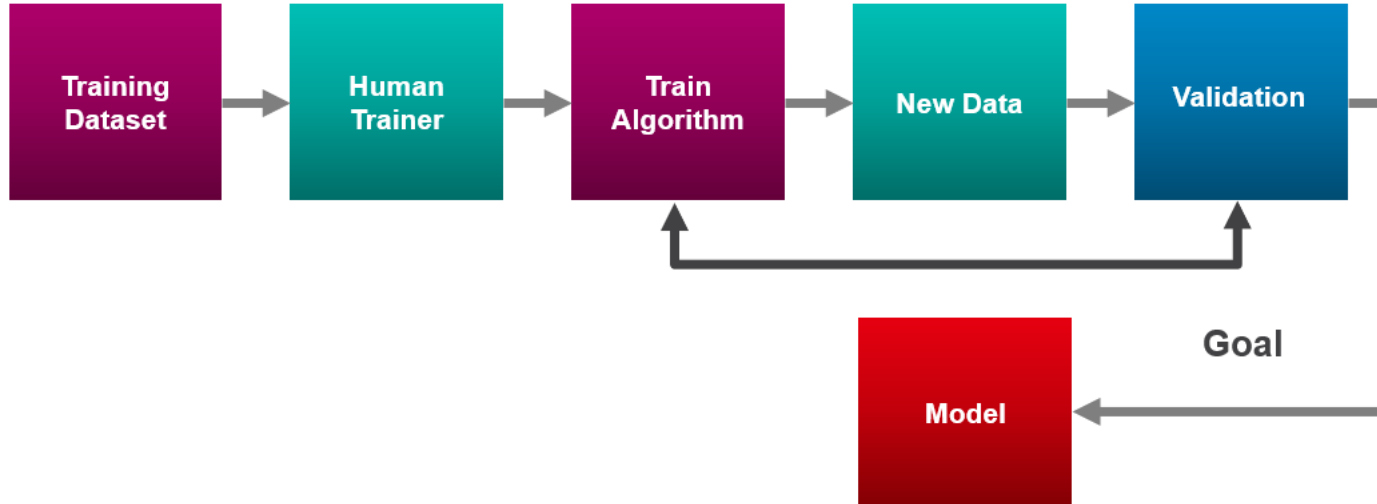 Training
Dataset
Human
Trainer
Train
Algorithm
New Data
Validation
Goal
Model